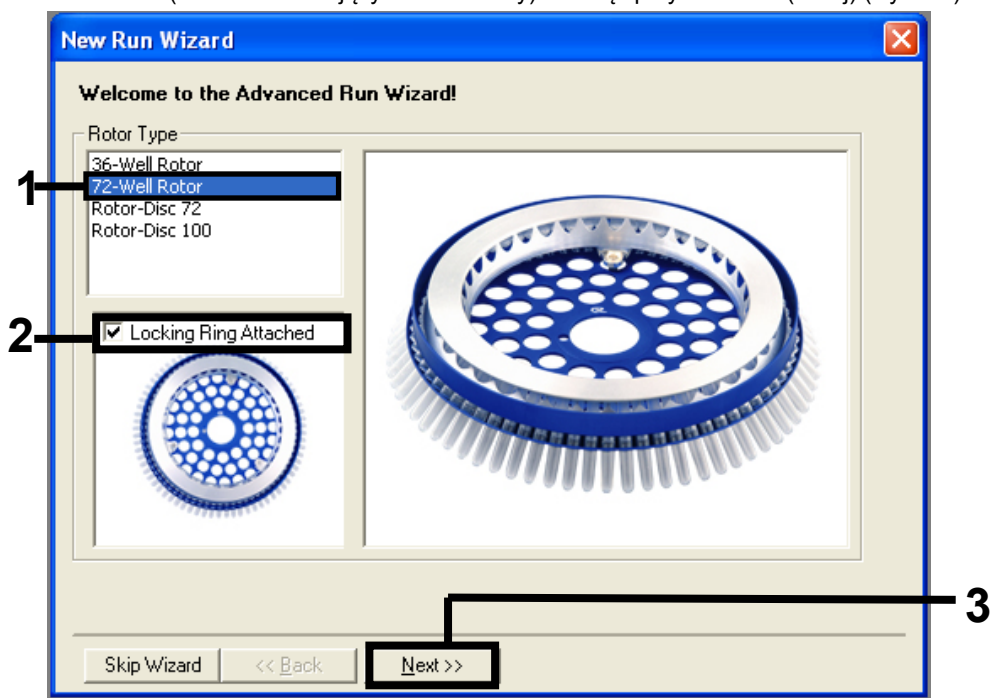 New Run Wizard
Welcome to the Advanced Run Wizard!
Rotor Type
36-Well Rotor
1
72-Well Rotor
Rotor-Disc 72
Rotor-Disc 100
2
Locking Ring Attached
3
Skip Wizard << Back Next >>